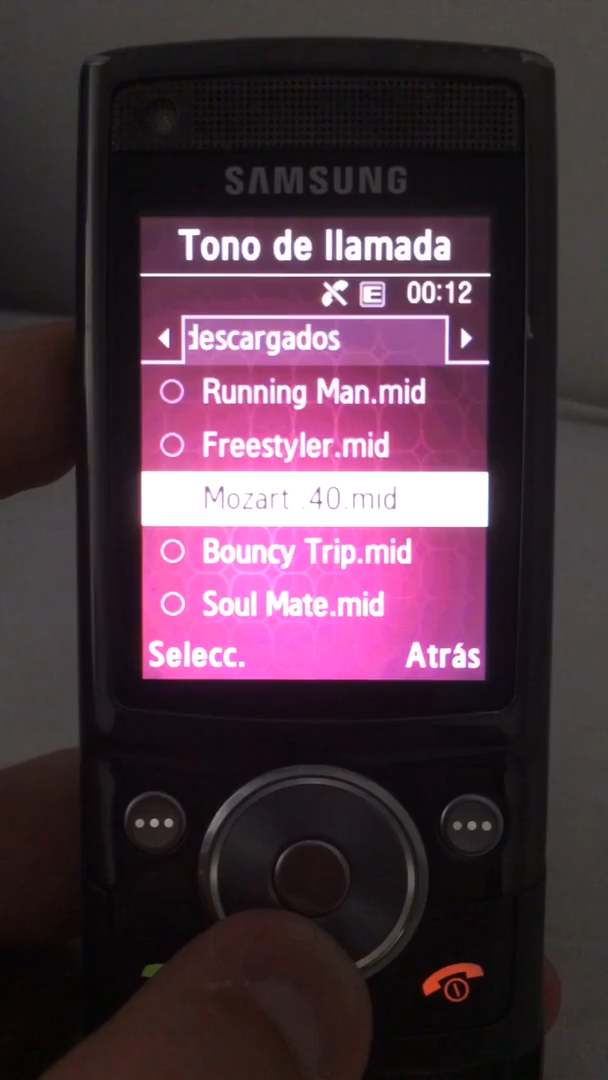 SAMSUNG
Tono de llamada
E 00:12
descargados
Running Man.mid
Freestyler.mid
Mozart .40.mid
Bouncy Trip.mid
Soul Mate.mid
Selecc. Atrás